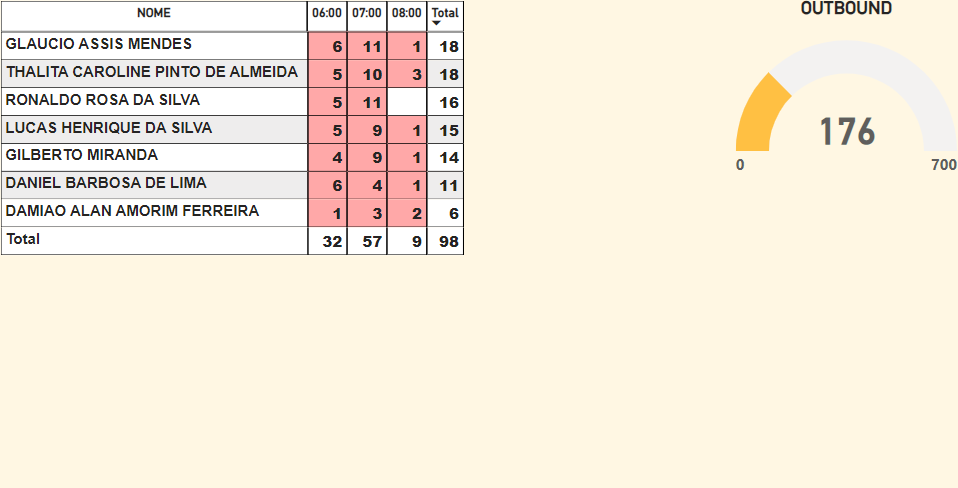 NOME 06:00 07:00 08:00 Total
GLAUCIO ASSIS MENDES 6 11 1 18
THALITA CAROLINE PINTO DE ALMEIDA 5 10 3 18
RONALDO ROSA DA SILVA 5 11 16
LUCAS HENRIQUE DA SILVA 5 9 1 15
GILBERTO MIRANDA 4 9 1 14
DANIEL BARBOSA DE LIMA 6 4 1 11
DAMIAO ALAN AMORIM FERREIRA 1 3 2 6
Total 32 57 9 98
OUTBOUND
176
0 700